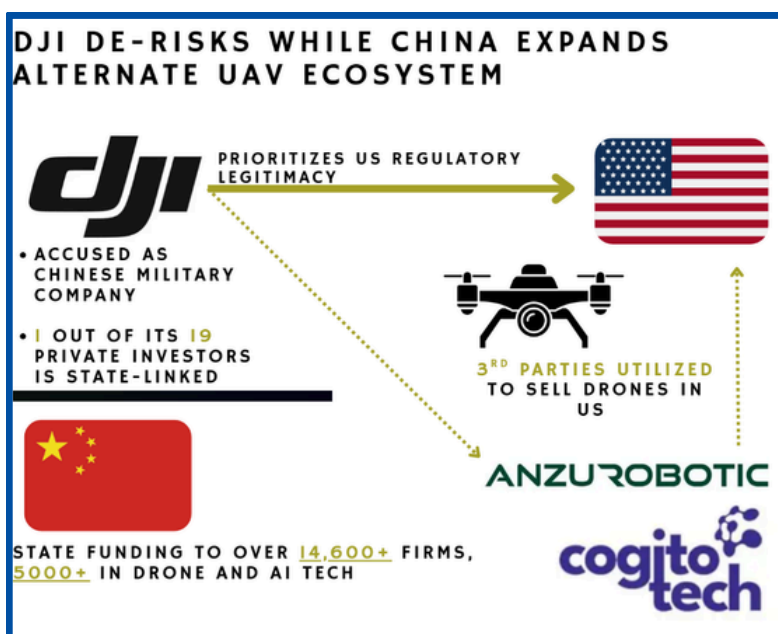 DJI DE-RISKS WHILE CHINA EXPANDS
ALTERNATE UAV ECOSYSTEM
dji
PRIORITIZES US REGULATORY
LEGITIMACY
• ACCUSED AS
CHINESE MILITARY
COMPANY
• 1 OUT OF ITS 19
PRIVATE INVESTORS
IS STATE-LINKED
3RD PARTIES UTILIZED
TO SELL DRONES IN
US
ANZUROBOTIC
STATE FUNDING TO OVER 14,600+ FIRMS,
5000+ IN DRONE AND AI TECH
cogito
tech